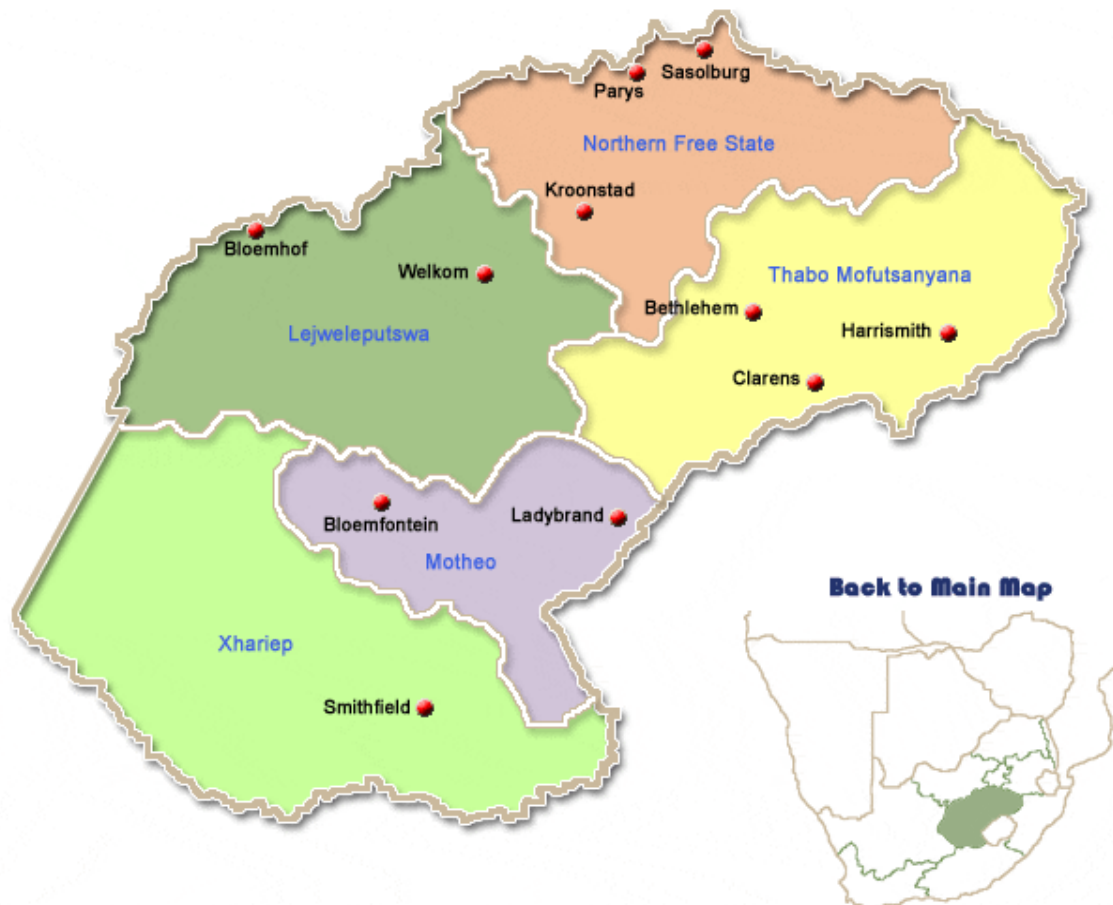 Sasolburg
Parys
Northern Free State
Kroonstad
Bloemhof
Welkom
Thabo Mofutsanyana
Bethlehem
Harrismith
Lejweleputswa
Clarens
Bloemfontein
Ladybrand
Motheo
Back to Main Map
Xhariep
Smithfield